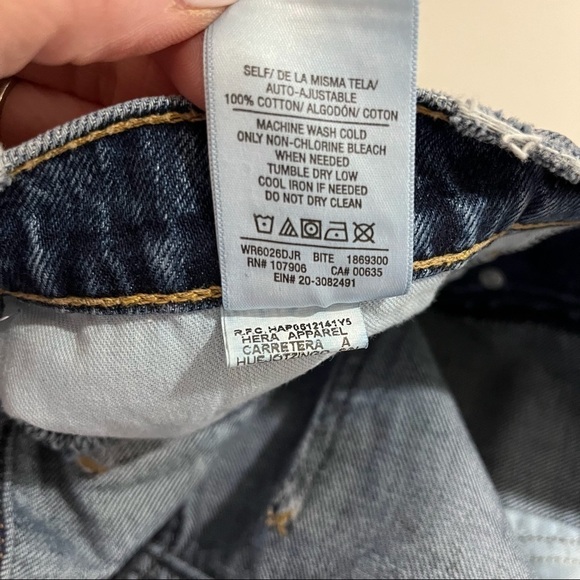 SELF/ DE LA MISMA TELA/
AUTO-AJUSTABLE
100% COTTON/ ALGODÓN/ COTON
MACHINE WASH COLD
ONLY NON-CHLORINE BLEACH
WHEN NEEDED
TUMBLE DRY LOW
COOL IRON IF NEEDED
DO NOT DRY CLEAN
WR6026DJR BITE 1869300
RN# 107906 CA# 00635
EIN# 20-3082491
R.F.C. HAP0512141Y5
HERA APPAREL
CARRETERA A
HUEJOTZINGO